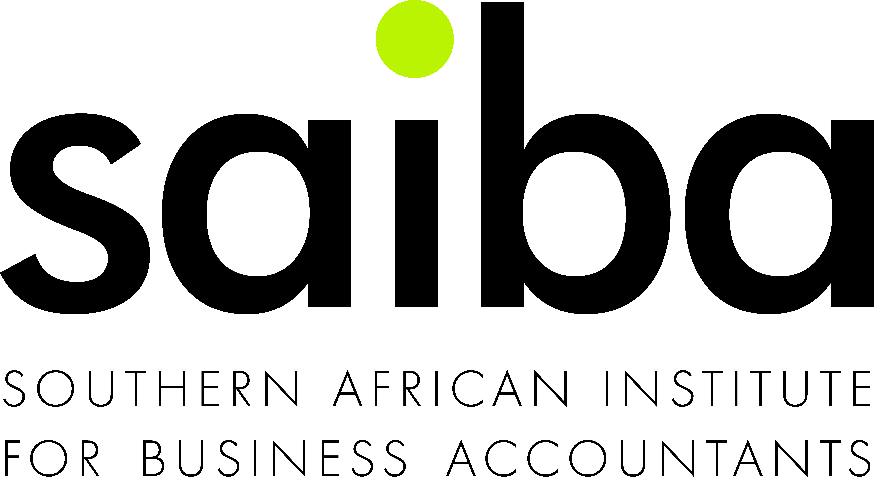 saiba
SOUTHERN AFRICAN INSTITUTE
FOR BUSINESS ACCOUNTANTS